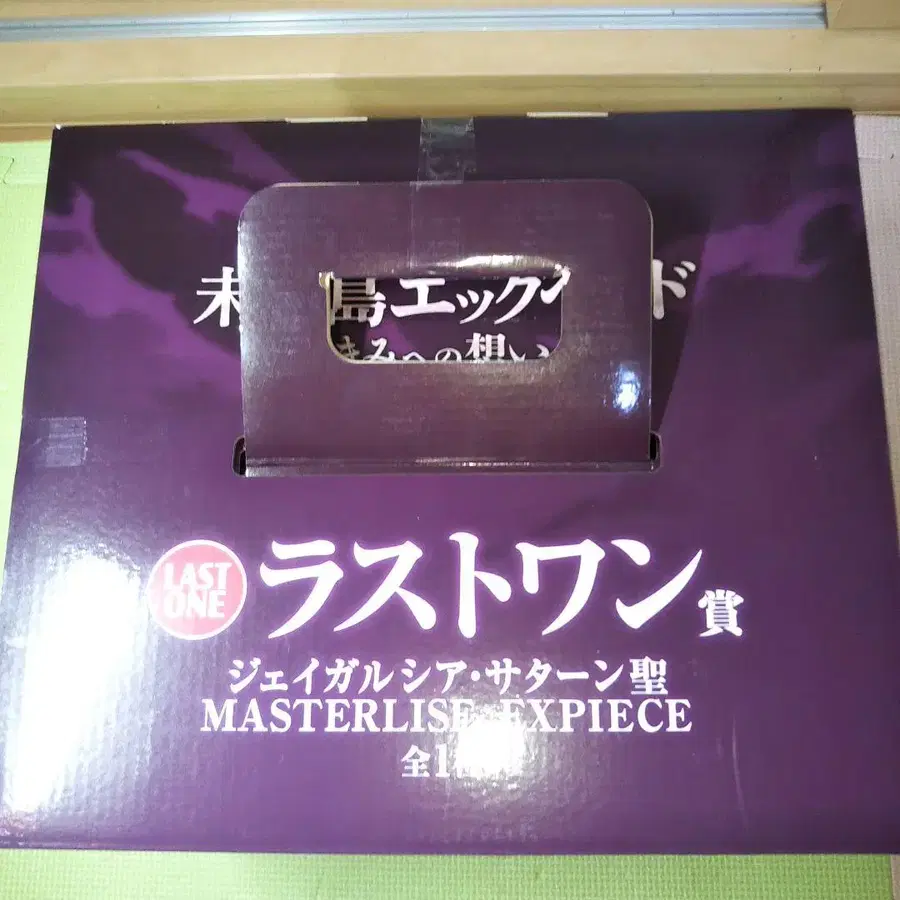 未 島エック ド
きみへの想い
LAST
ONE
ラストワン賞
ジェイガルシア・サターン聖
MASTERLISE EXPIECE
全1